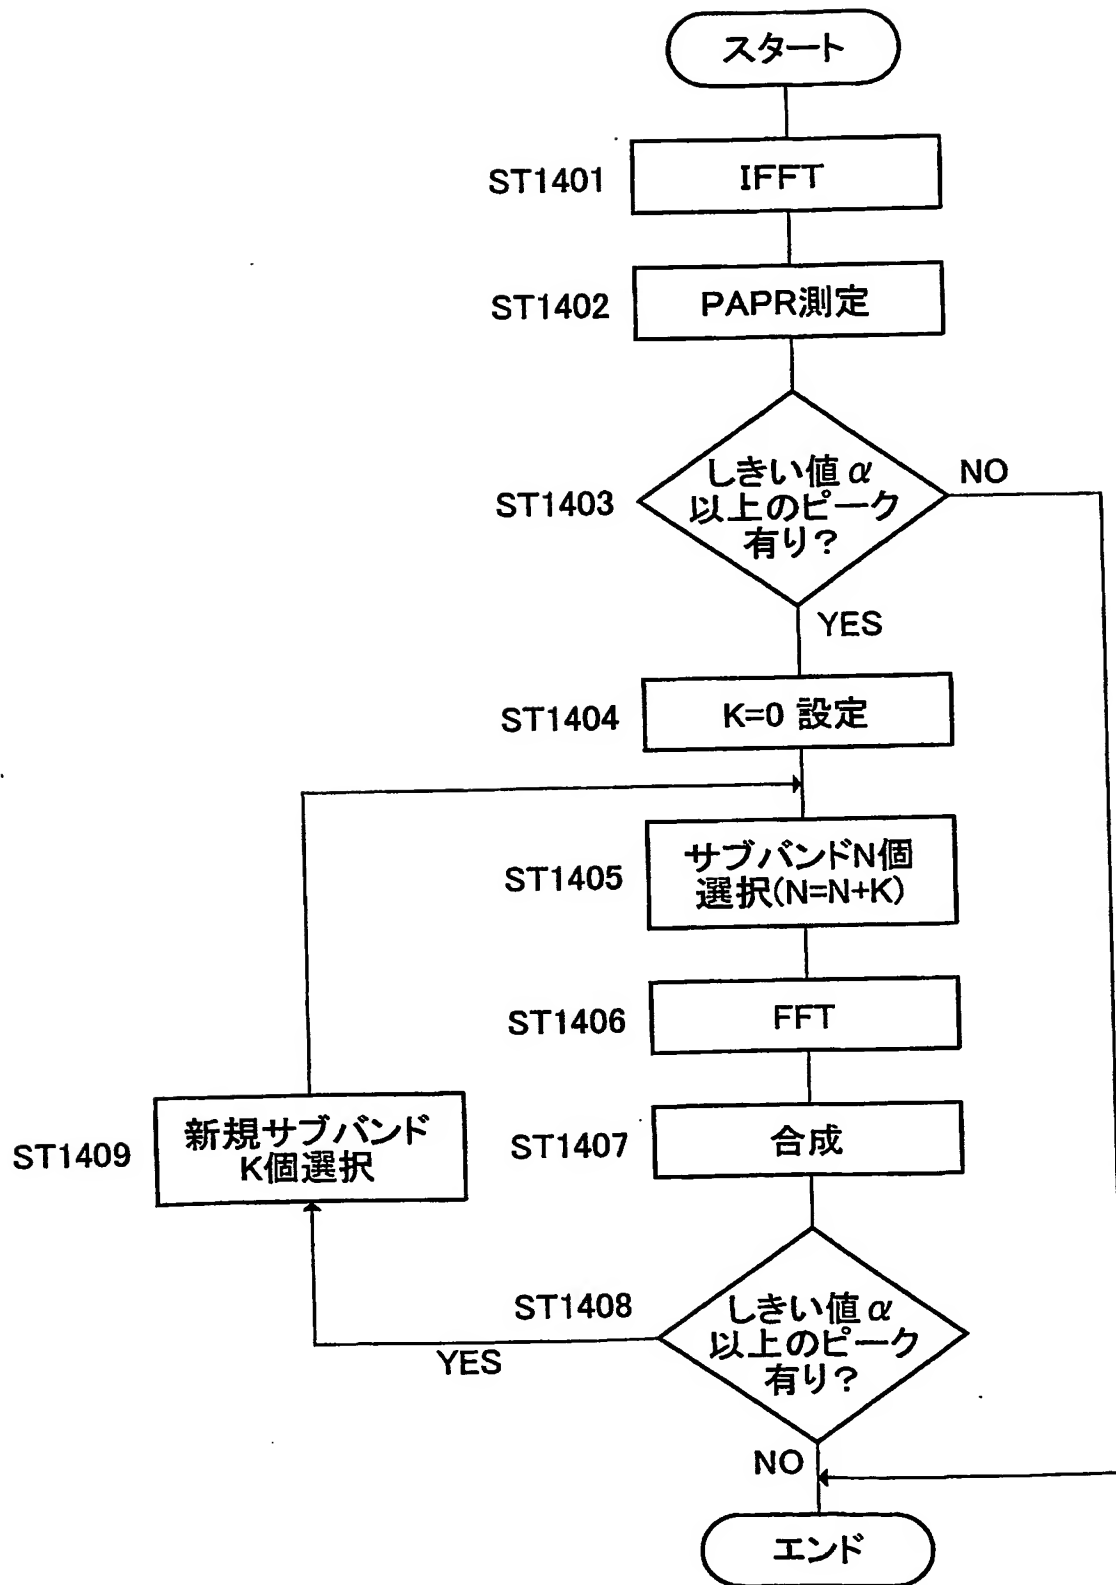 スタート
ST1401
IFFT
ST1402
PAPR測定
ST1403
しきい値α
以上のピーク
有り?
NO
YES
ST1404
K=0 設定
ST1405
サブバンドN個
選択(N=N+K)
ST1406
FFT
ST1409
新規サブバンド
K個選択
ST1407
合成
ST1408
しきい値α
以上のピーク
有り?
YES
NO
エンド